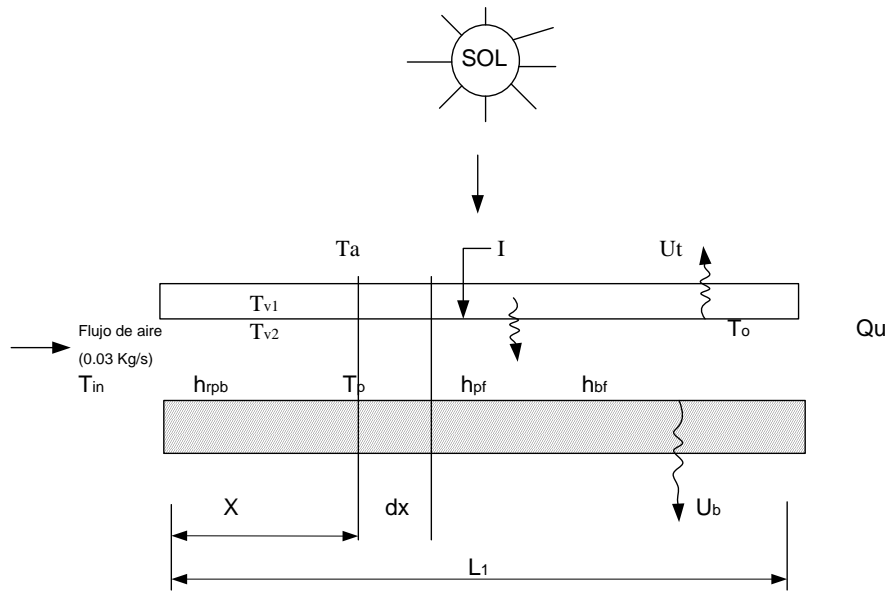 SOL
Ta
I
Ut
Tv1
Tv2
To
Qu
Flujo de aire
(0.03 Kg/s)
Tin
hrpb
Tp
hpf
hbf
X
dx
Ub
L1